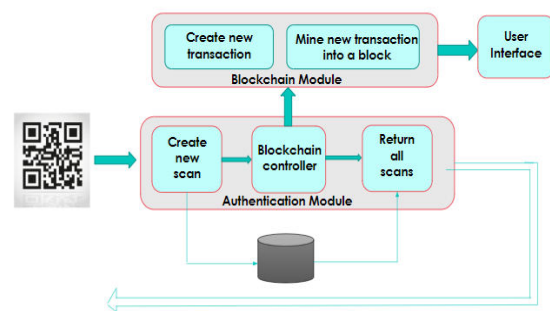 Create new
transaction
Mine new transaction
into a block
Blockchain Module
User
Interface
Create
new
scan
Blockchain
controller
Return
all
scans
Authentication Module